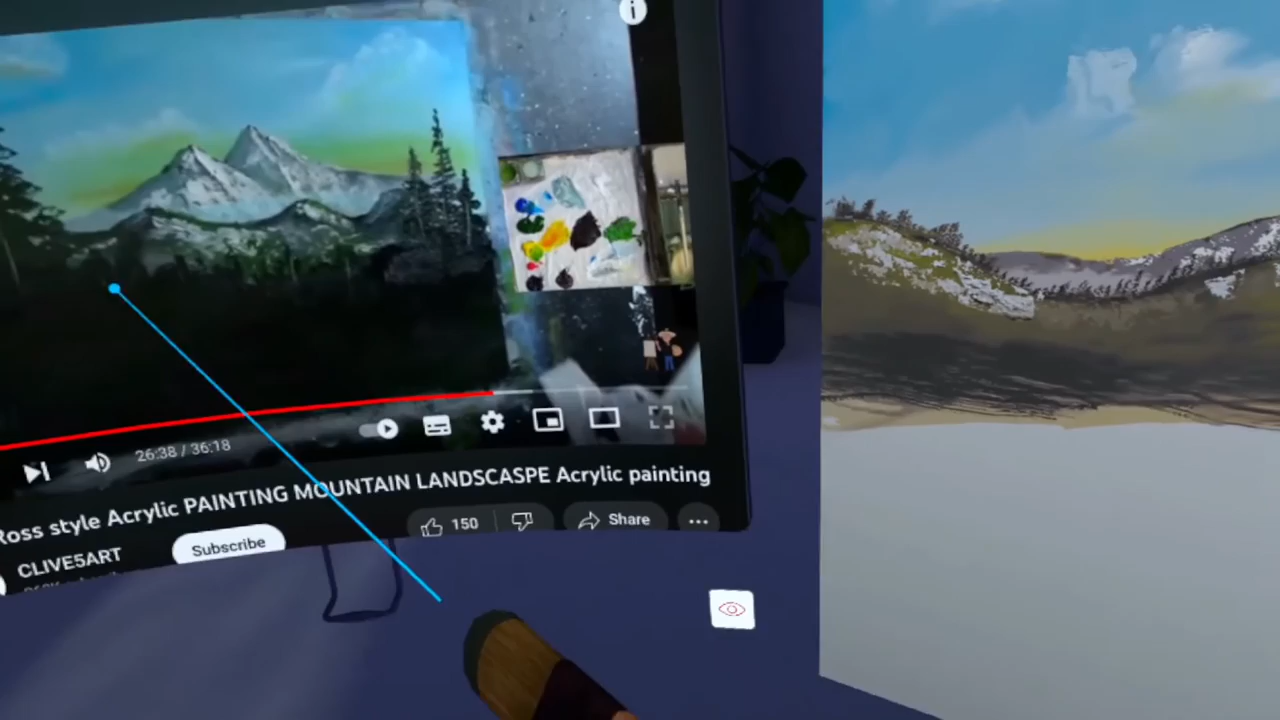 26:38 / 36:18
Ross style Acrylic PAINTING MOUNTAIN LANDSCASPE Acrylic painting
150
Share
CLIVE5ART
Subscribe